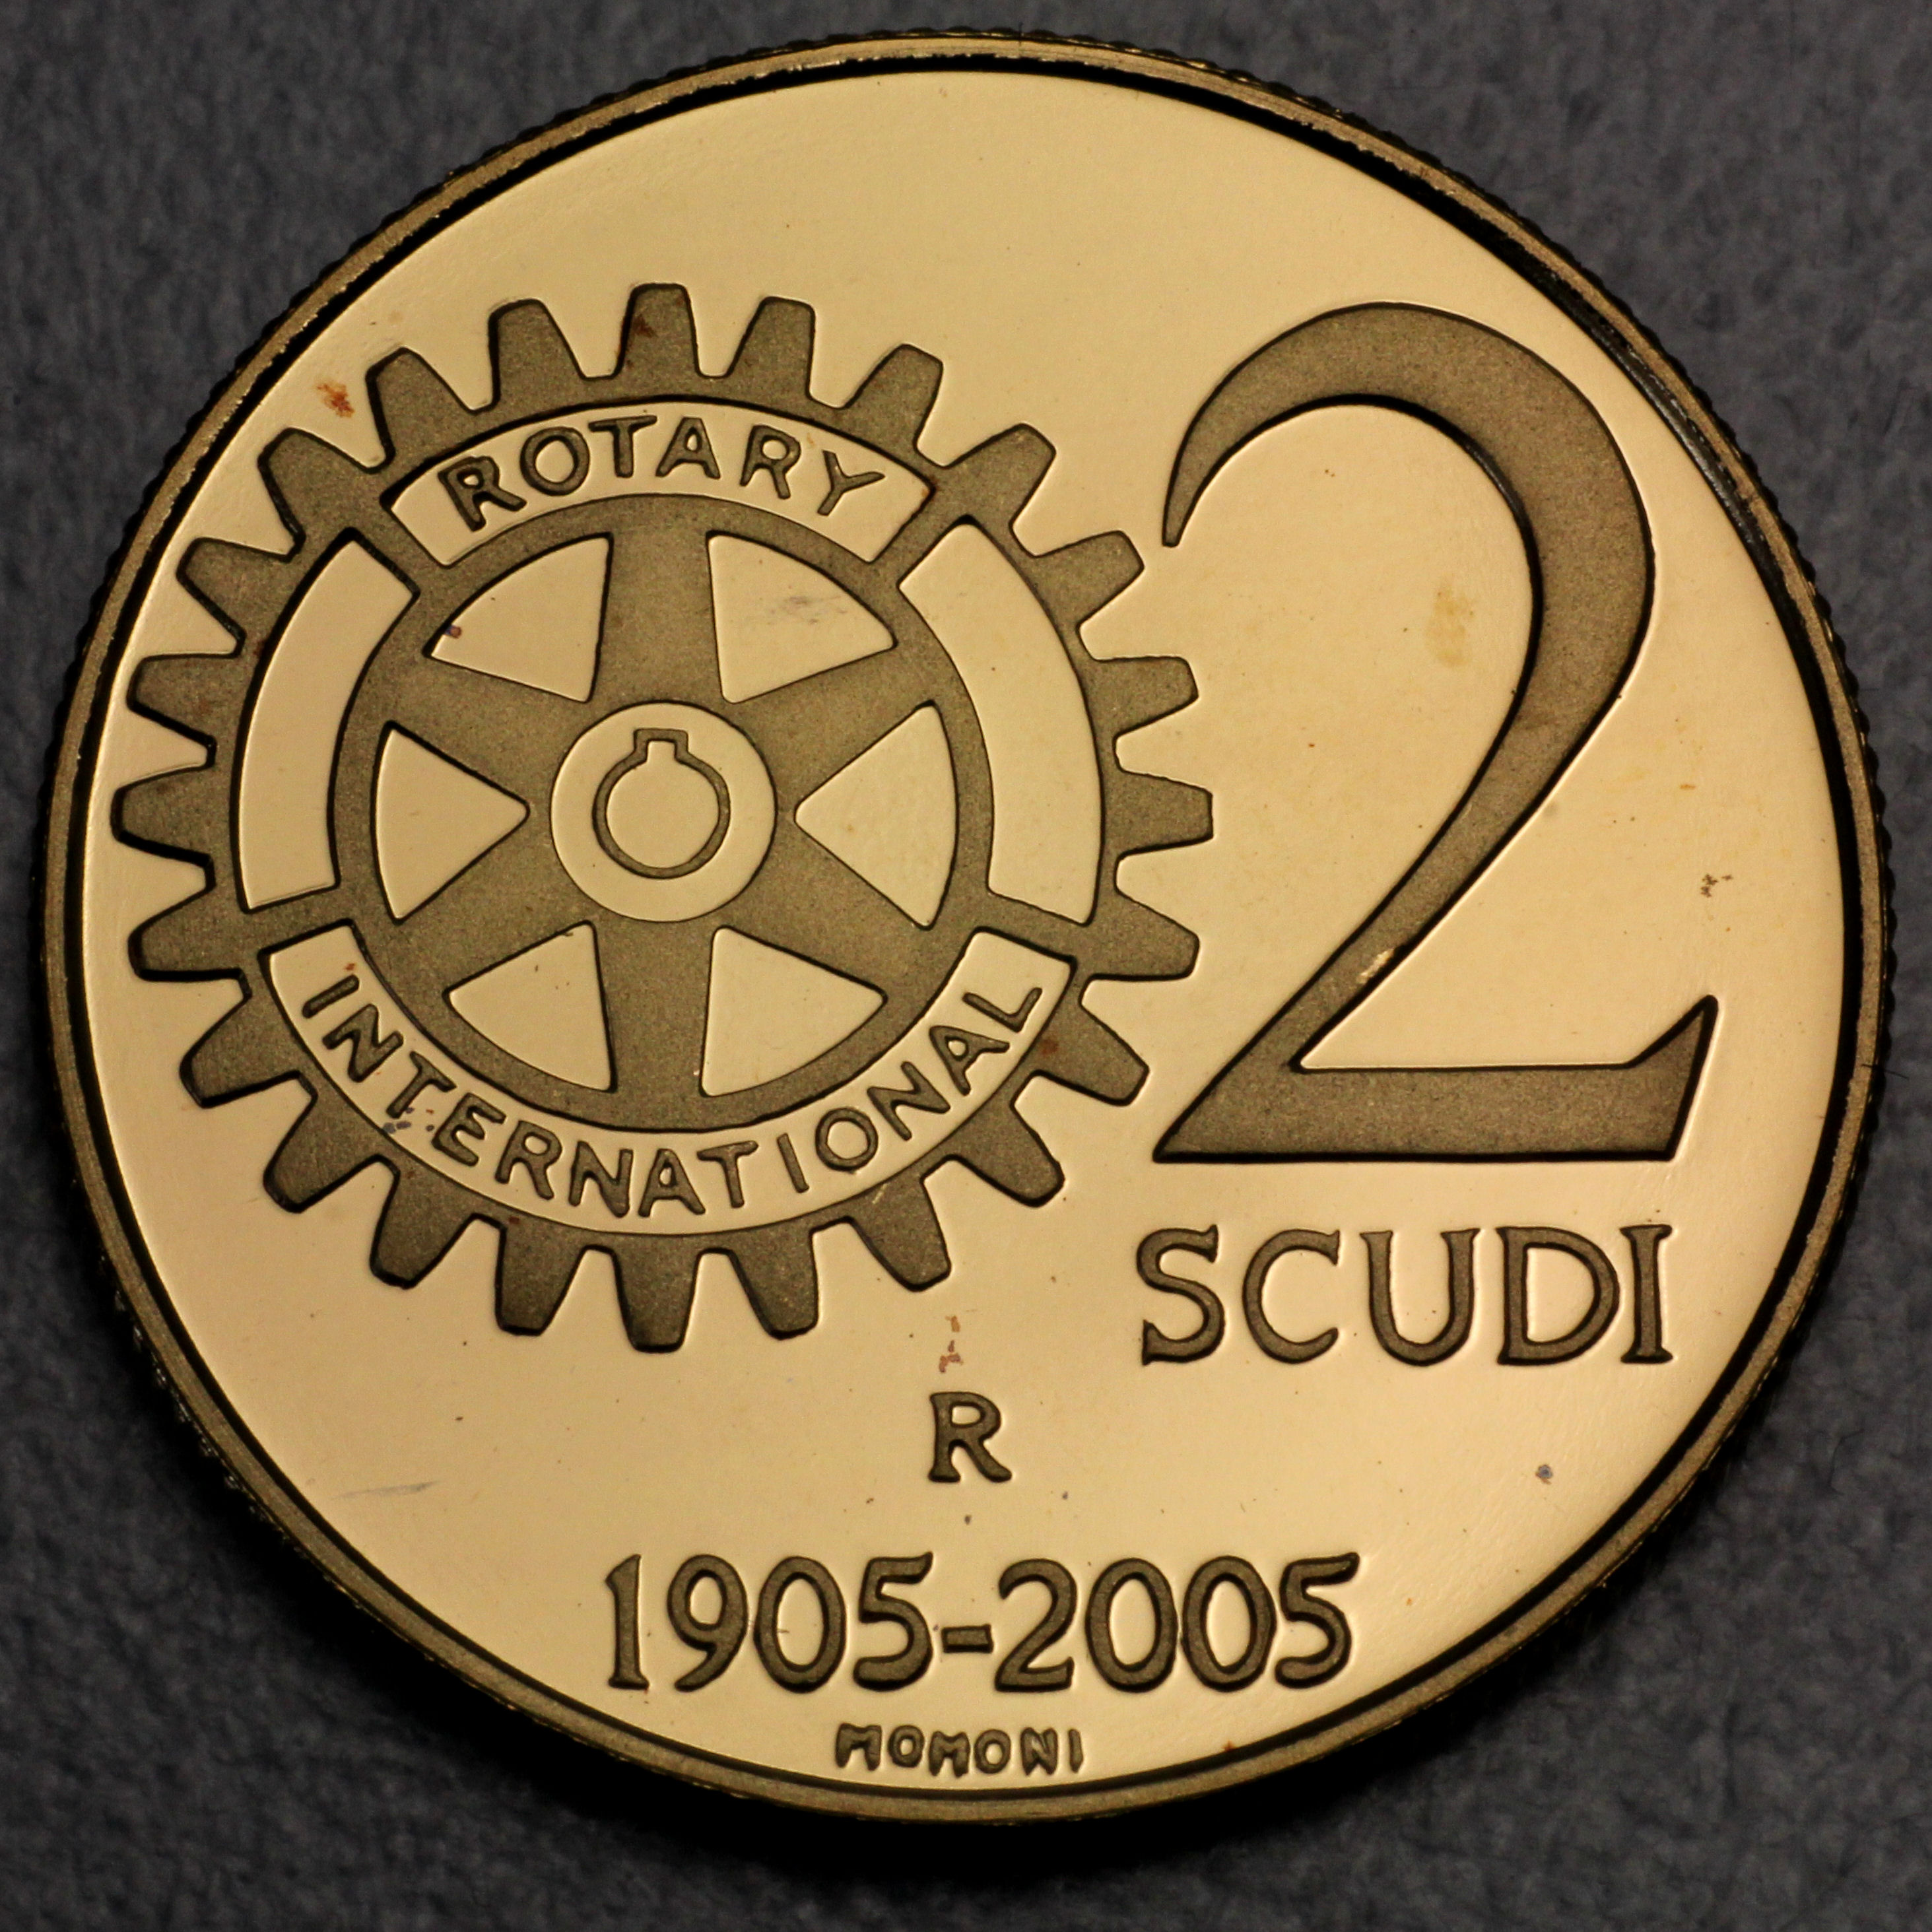 ROTARY
INTERNATIONAL
2
SCUDI
R
1905-2005
MOMONI